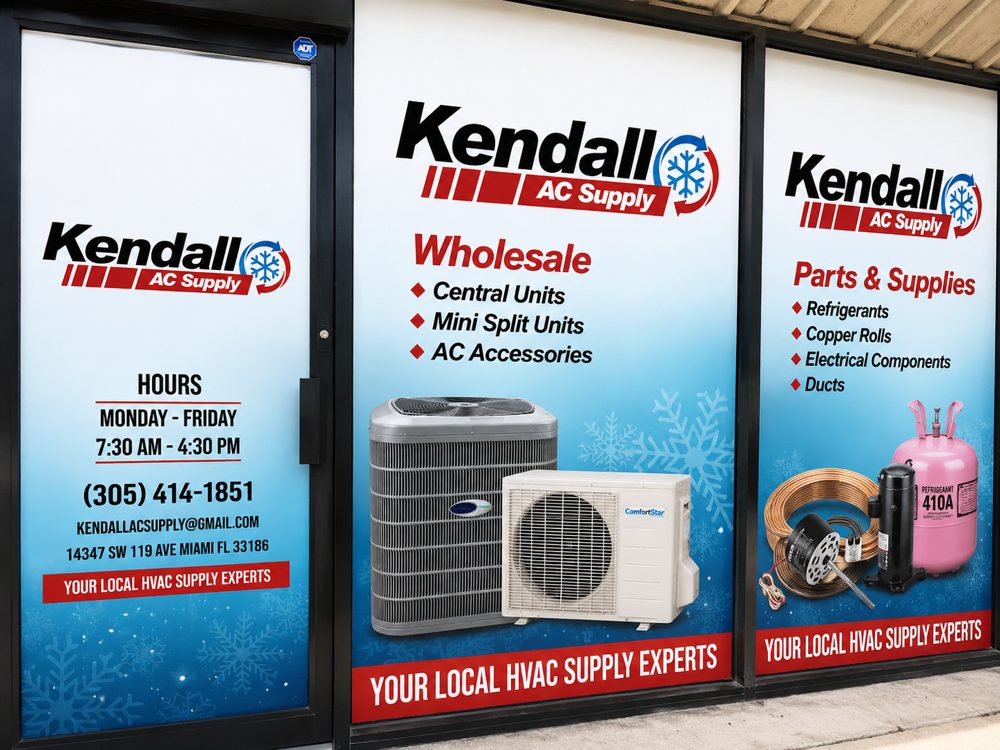 ADT
Kendall
AC Supply
HOURS
MONDAY - FRIDAY
7:30 AM - 4:30 PM
(305) 414-1851
KENDALLACSUPPLY@GMAIL.COM
14347 SW 119 AVE MIAMI FL 33186
YOUR LOCAL HVAC SUPPLY EXPERTS
Kendall
AC Supply
Wholesale
Central Units
Mini Split Units
AC Accessories
ComfortStar
YOUR LOCAL HVAC SUPPLY EXPERTS
Kendall
AC Supply
Parts & Supplies
Refrigerants
Copper Rolls
Electrical Components
Ducts
REFRIGEANT
410A
YOUR LOCAL HVAC SUPPLY EXPERTS